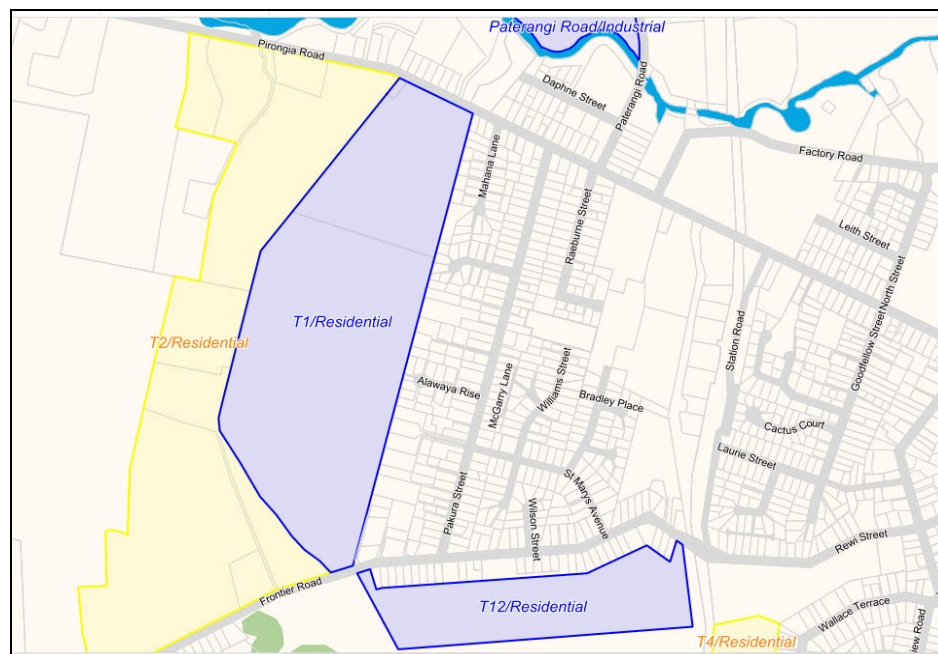 Paterangi Road/Industrial
Pirongia Road
Daphne Street
Paterangi Road
Factory Road
Mahana Lane
Raeburne Street
Leith Street
North Street
T1/Residential
T2/Residential
Station Road
Goodfellow Street
McGarry Lane
Williams Street
Alawaya Rise
Bradley Place
Cactus Court
Laurie Street
St Marys Avenue
Pakura Street
Wilson Street
Rewi Street
Frontier Road
T12/Residential
Wallace Terrace
T4/Residential
view Road